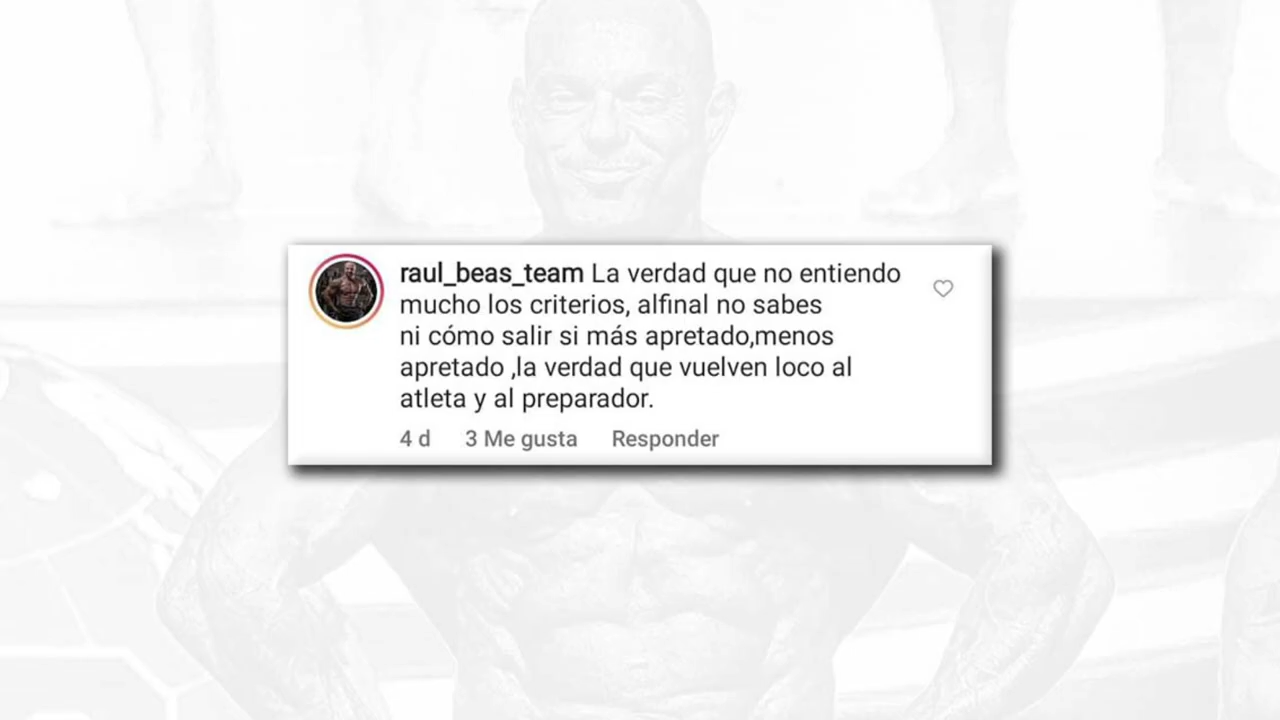 raul_beas_team La verdad que no entiendo
mucho los criterios, alfinal no sabes
ni cómo salir si más apretado,menos
apretado ,la verdad que vuelven loco al
atleta y al preparador.
4 d 3 Me gusta Responder